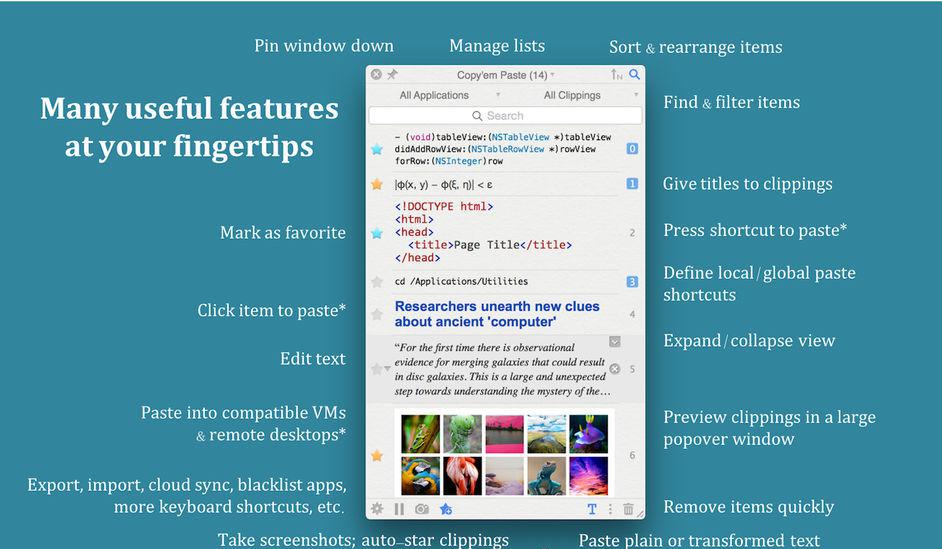 Pin window down
Manage lists
Sort & rearrange items
Many useful features
at your fingertips
Mark as favorite
Click item to paste*
Edit text
Paste into compatible VMs
& remote desktops*
Export, import, cloud sync, blacklist apps,
more keyboard shortcuts, etc.
Take screenshots; auto–star clippings
Copy'em Paste (14)
N
All Applications
All Clippings
Search
- (void)tableView:(NSTableView *)tableView
didAddRowView:(NSTableRowView *)rowView
forRow:(NSInteger)row
0
|ϕ(x, y) – ϕ(ξ, η)| < ε
1
<!DOCTYPE html>
<html>
<head>
<title>Page Title</title>
</head>
2
cd /Applications/Utilities
3
Researchers unearth new clues
about ancient 'computer'
4
“For the first time there is observational
evidence for merging galaxies that could result
in disc galaxies. This is a large and unexpected
step towards understanding the mystery of the…
5
6
T
Find & filter items
Give titles to clippings
Press shortcut to paste*
Define local/global paste
shortcuts
Expand/collapse view
Preview clippings in a large
popover window
Remove items quickly
Paste plain or transformed text